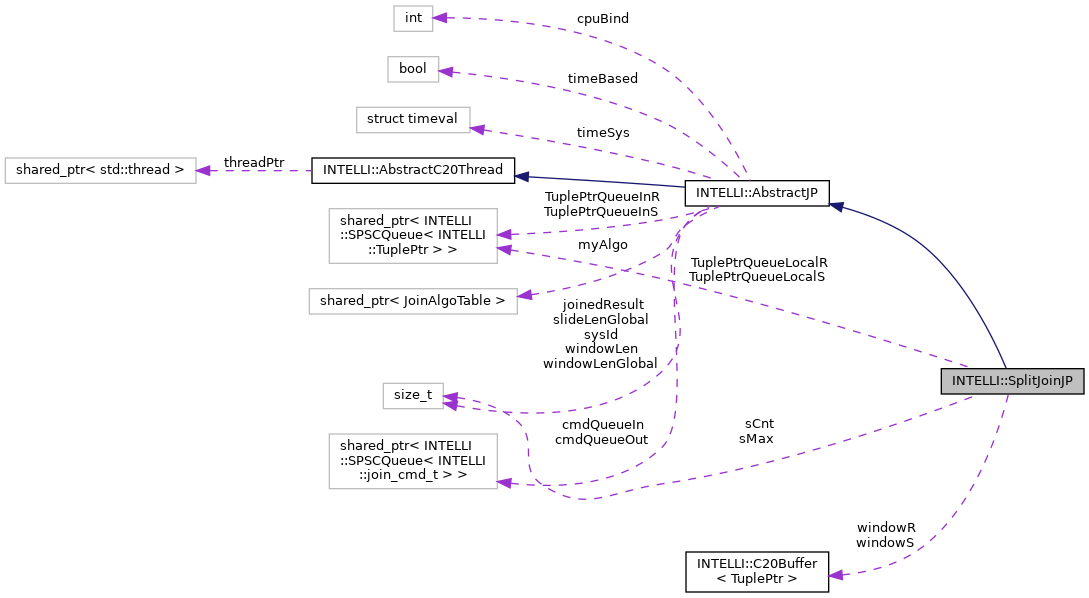 int
cpuBind
bool
timeBased
struct timeval
timeSys
shared_ptr< std::thread >
threadPtr
INTELLI::AbstractC20Thread
INTELLI::AbstractJP
shared_ptr< INTELLI
::SPSCQueue< INTELLI
::TuplePtr > >
TuplePtrQueueInR
TuplePtrQueueInS
myAlgo
TuplePtrQueueLocalR
TuplePtrQueueLocalS
shared_ptr< JoinAlgoTable >
joinedResult
slideLenGlobal
sysId
windowLen
windowLenGlobal
INTELLI::SplitJoinJP
size_t
cmdQueueIn
cmdQueueOut
sCnt
sMax
shared_ptr< INTELLI
::SPSCQueue< INTELLI
::join_cmd_t > >
windowR
windowS
INTELLI::C20Buffer
< TuplePtr >